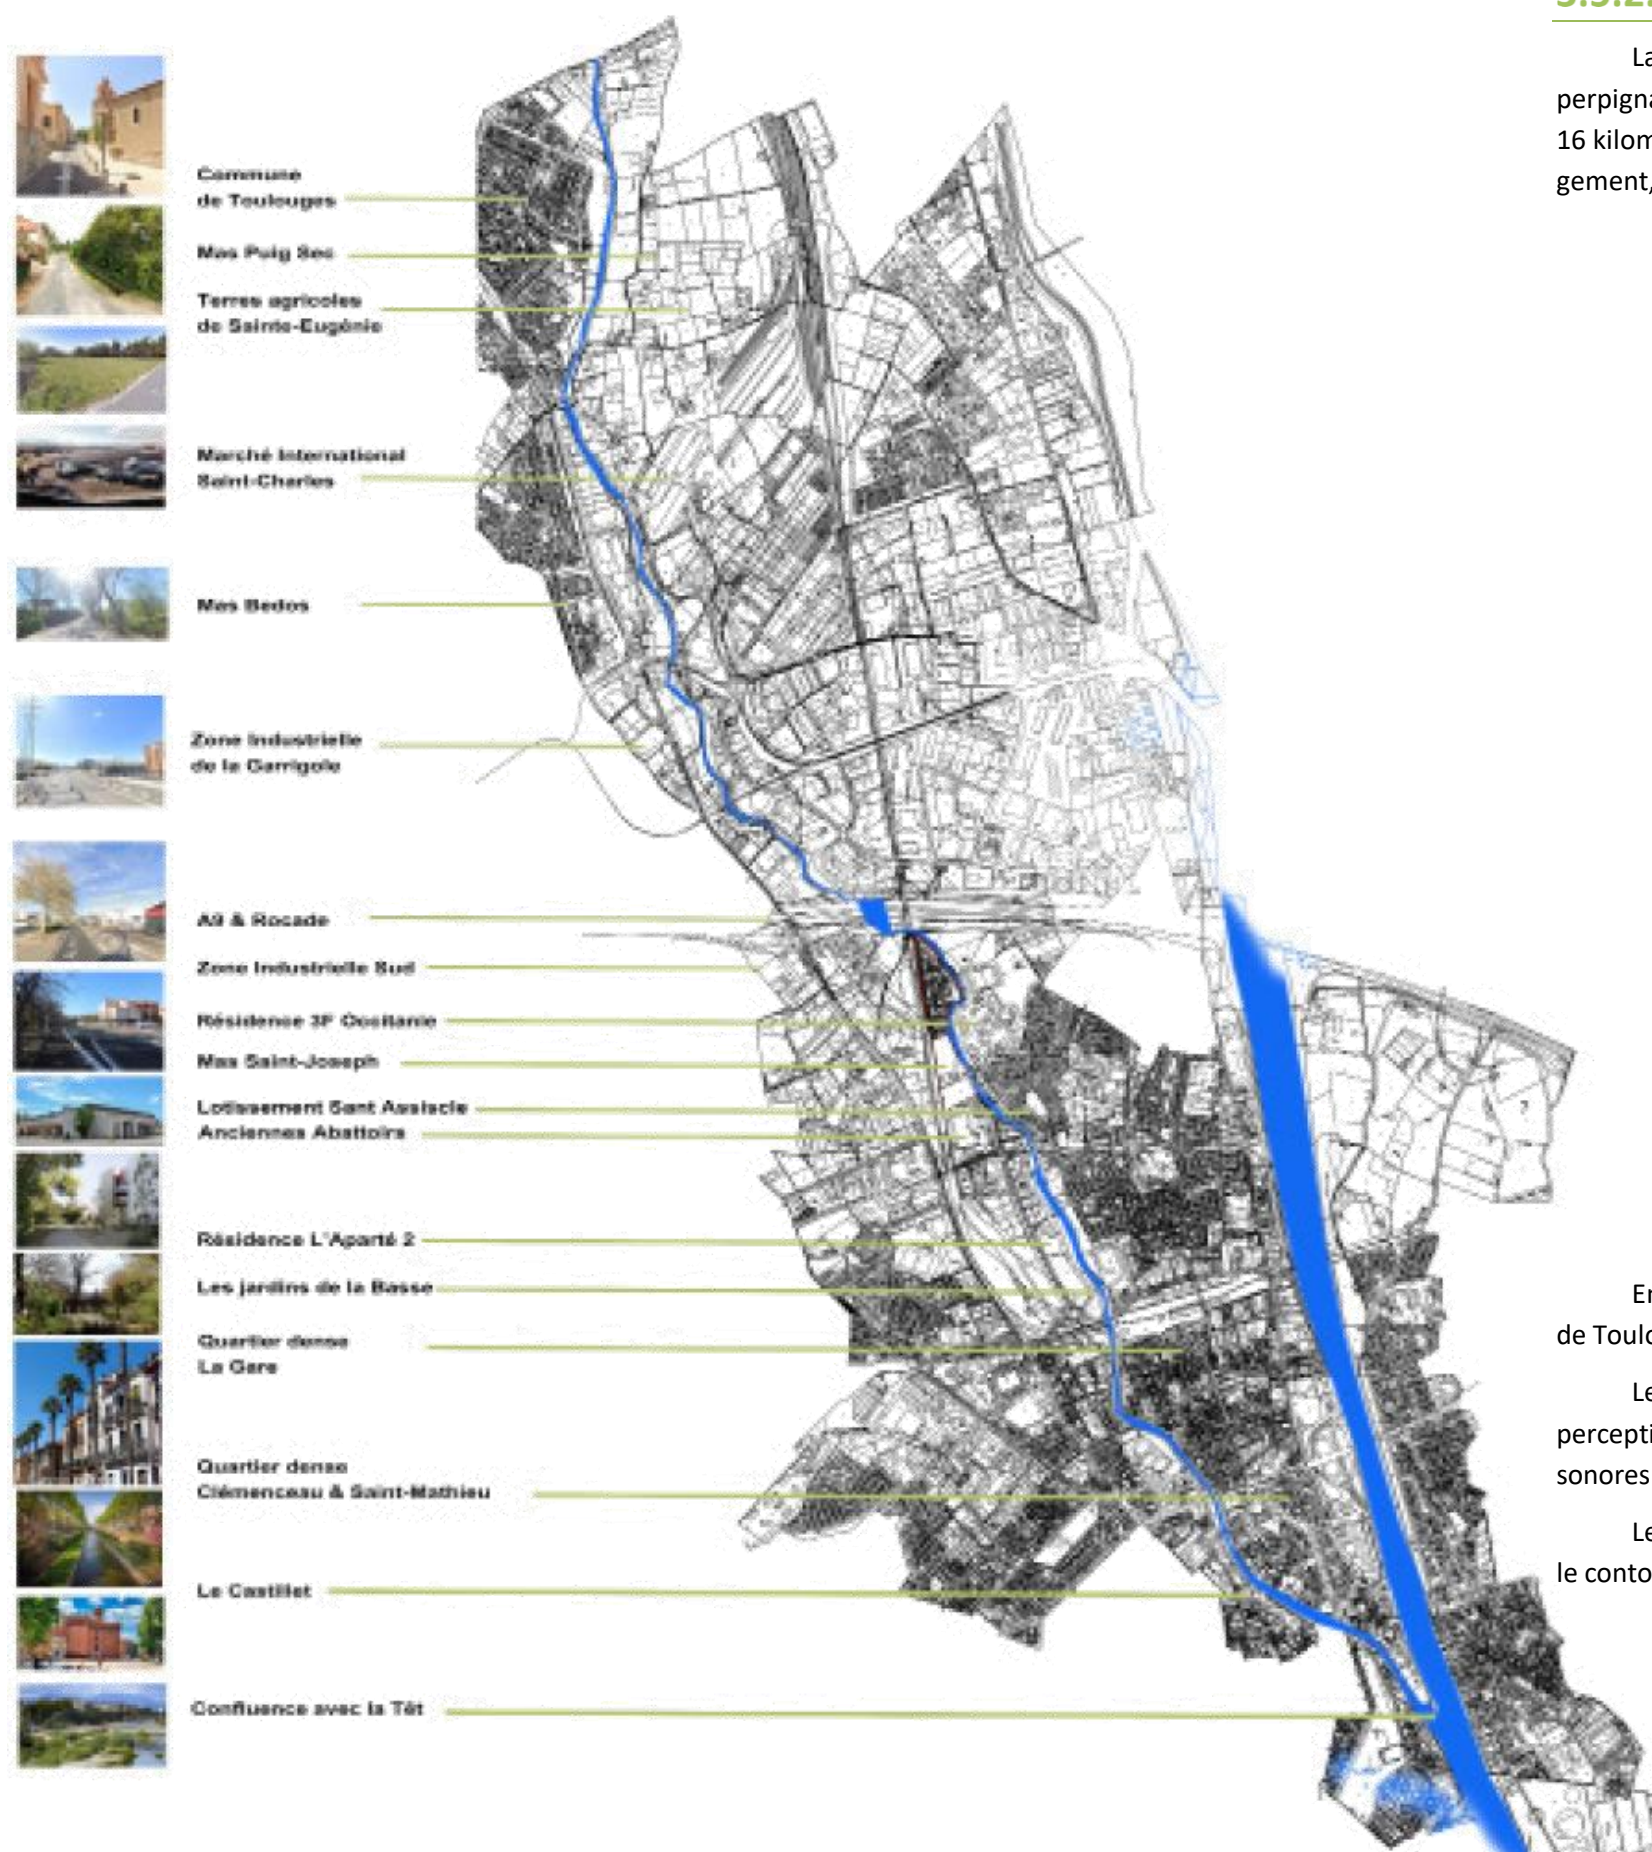 Commune
de Toulouges
Mas Puig Sec
Terres agricoles
de Sainte-Eugénie
Marché International
Saint-Charles
Mas Bedos
Zone Industrielle
de la Garrigole
A9 & Rocade
Zone Industrielle Sud
Résidence 3F Occitanie
Mas Saint-Joseph
Lotissement Sant Assiscle
Anciennes Abattoirs
Résidence L'Aparté 2
Les jardins de la Basse
Quartier dense
La Gare
Quartier dense
Clémenceau & Saint-Mathieu
Le Castillet
Confluence avec la Têt
La
perpigna
16 kilom
gement,
En
de Toulo
Le
percepti
sonores
Le
le conto